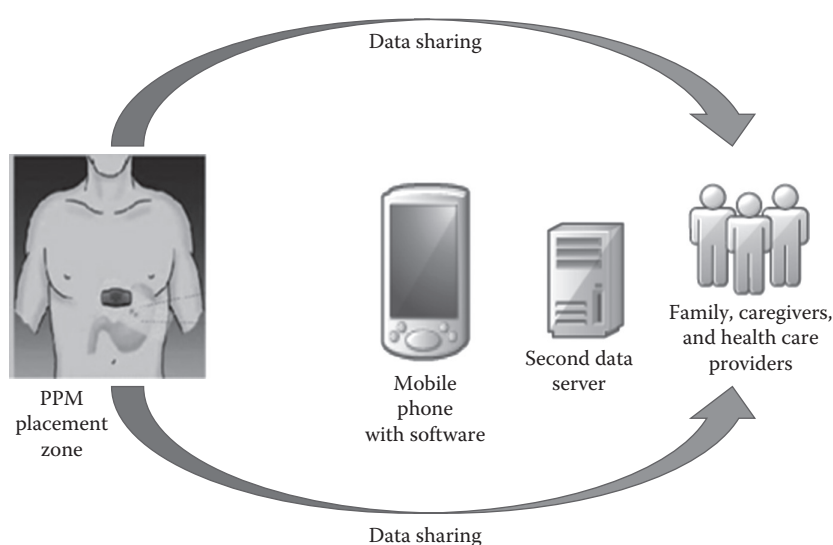 Data sharing
PPM
placement
zone
Mobile
phone
with software
Second data
server
Family, caregivers,
and health care
providers
Data sharing